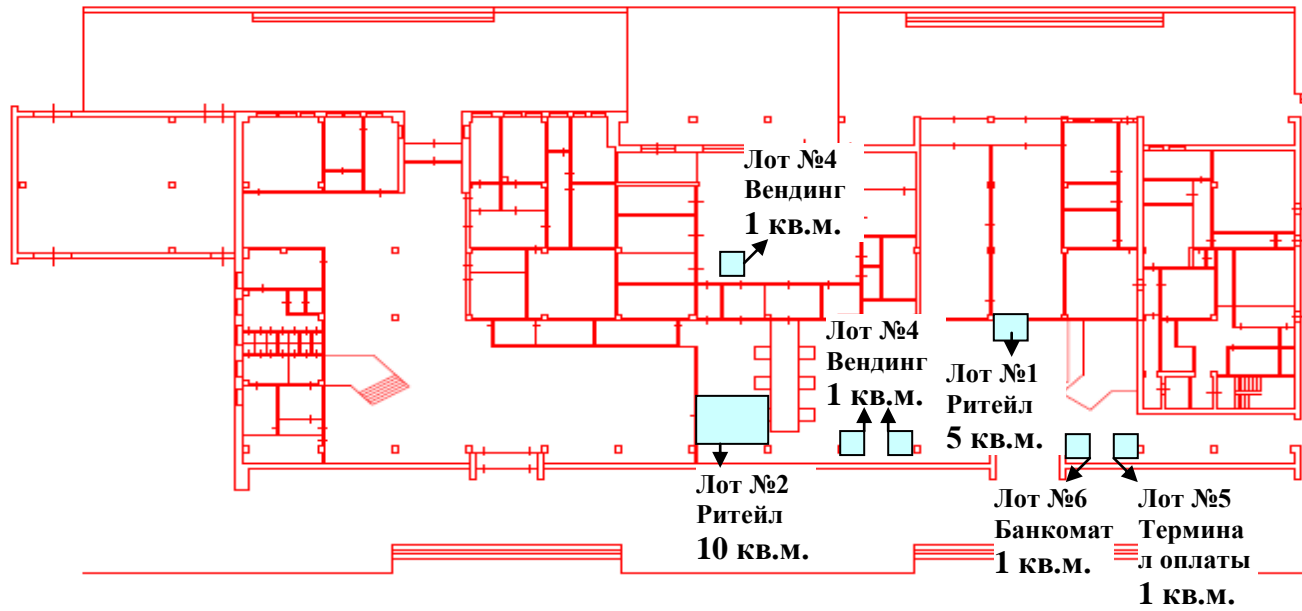 Лот №4
Вендинг
1 кв.м.
Лот №4
Вендинг
1 кв.м.
Лот №1
Ритейл
5 кв.м.
Лот №2
Ритейл
10 кв.м.
Лот №6
Банкомат
1 кв.м.
Лот №5
Термина
л оплаты
1 кв.м.